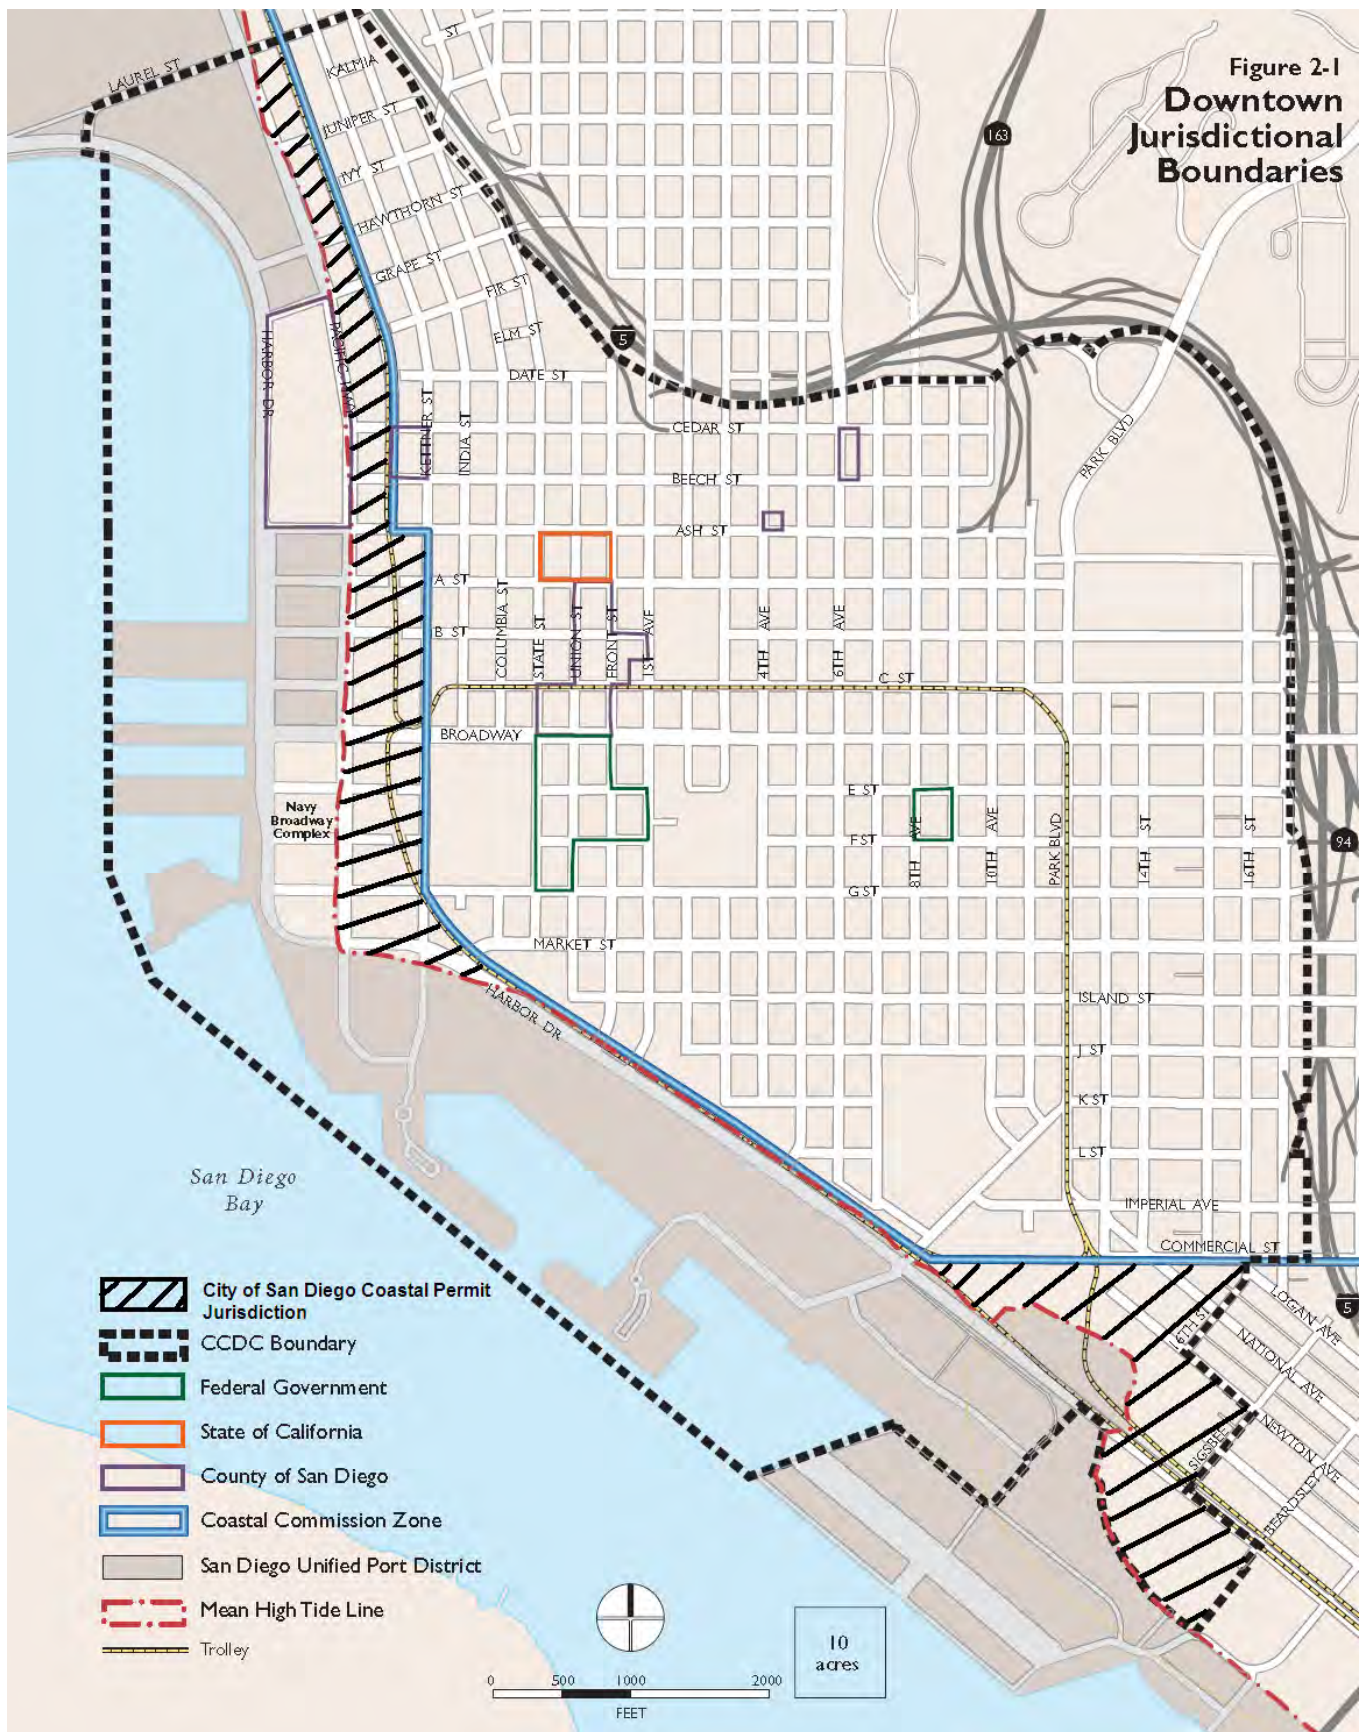 Figure 2-1
Downtown
Jurisdictional
Boundaries
ST
LAUREL ST
KALMIA
JUNIPER ST
IVY ST
HAWTHORN ST
GRAPE ST
FIR ST
ELM ST
DATE ST
163
5
HARBOR DR
PACIFIC HWY
KETTNER ST
INDIA ST
CEDAR ST
BEECH ST
ASH ST
PARK BLVD
A ST
B ST
COLUMBIA ST
STATE ST
UNION ST
FRONT ST
1ST AVE
4TH AVE
6TH AVE
C ST
BROADWAY
Navy
Broadway
Complex
E ST
F ST
G ST
8TH AVE
10TH AVE
PARK BLVD
14TH ST
16TH ST
94
MARKET ST
HARBOR DR
ISLAND ST
J ST
K ST
L ST
IMPERIAL AVE
COMMERCIAL ST
San Diego
Bay
LOGAN AVE
5
16TH ST
NATIONAL AVE
NEWTON AVE
SIGSBEE
BEARDSLEY
City of San Diego Coastal Permit
Jurisdiction
CCDC Boundary
Federal Government
State of California
County of San Diego
Coastal Commission Zone
San Diego Unified Port District
Mean High Tide Line
Trolley
0 500 1000 2000
FEET
10
acres